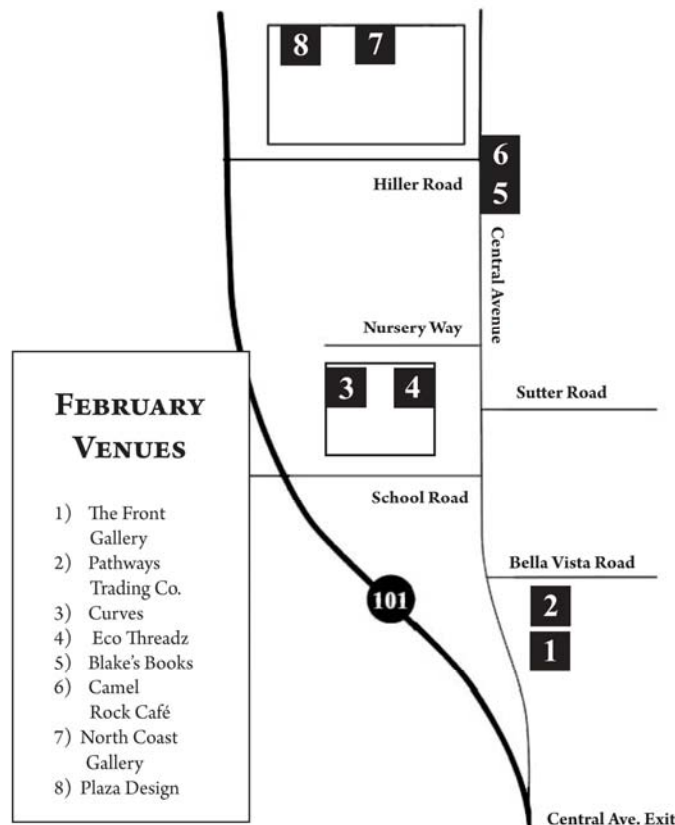 8
7
6
Hiller Road
5
Central Avenue
Nursery Way
3
4
Sutter Road
School Road
Bella Vista Road
101
2
1
Central Ave. Exit
FEBRUARY
VENUES
1) The Front
Gallery
2) Pathways
Trading Co.
3) Curves
4) Eco Threadz
5) Blake's Books
6) Camel
Rock Café
7) North Coast
Gallery
8) Plaza Design